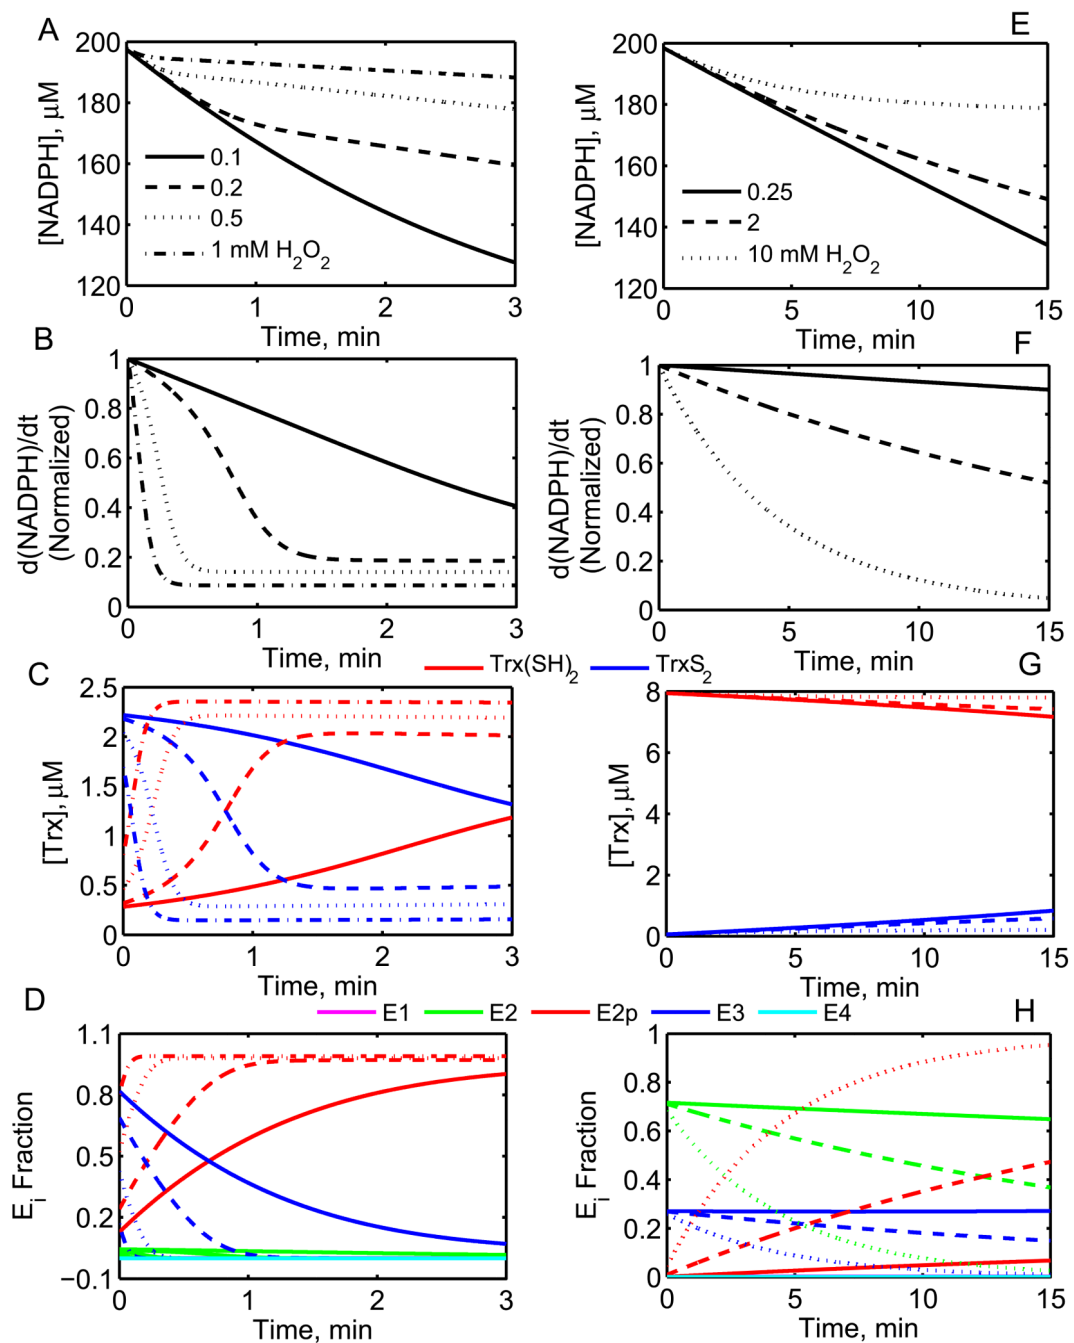 A
[NADPH], μM
200
180
160
140
120
0.1
0.2
0.5
1 mM H₂O₂
0 1 2 3
Time, min
E
[NADPH], μM
200
180
160
140
120
0.25
2
10 mM H₂O₂
0 5 10 15
Time, min
B
d(NADPH)/dt
(Normalized)
1
0.8
0.6
0.4
0.2
0
0 1 2 3
Time, min
F
d(NADPH)/dt
(Normalized)
1
0.8
0.6
0.4
0.2
0
0 5 10 15
Time, min
Trx(SH)₂ TrxS₂
C
[Trx], μM
2.5
2
1.5
1
0.5
0
0 1 2 3
Time, min
G
[Trx], μM
8
6
4
2
0
0 5 10 15
Time, min
E1 E2 E2p E3 E4
D
Eᵢ Fraction
1.1
0.8
0.5
0.2
−0.1
0 1 2 3
Time, min
H
Eᵢ Fraction
1
0.8
0.6
0.4
0.2
0
0 5 10 15
Time, min